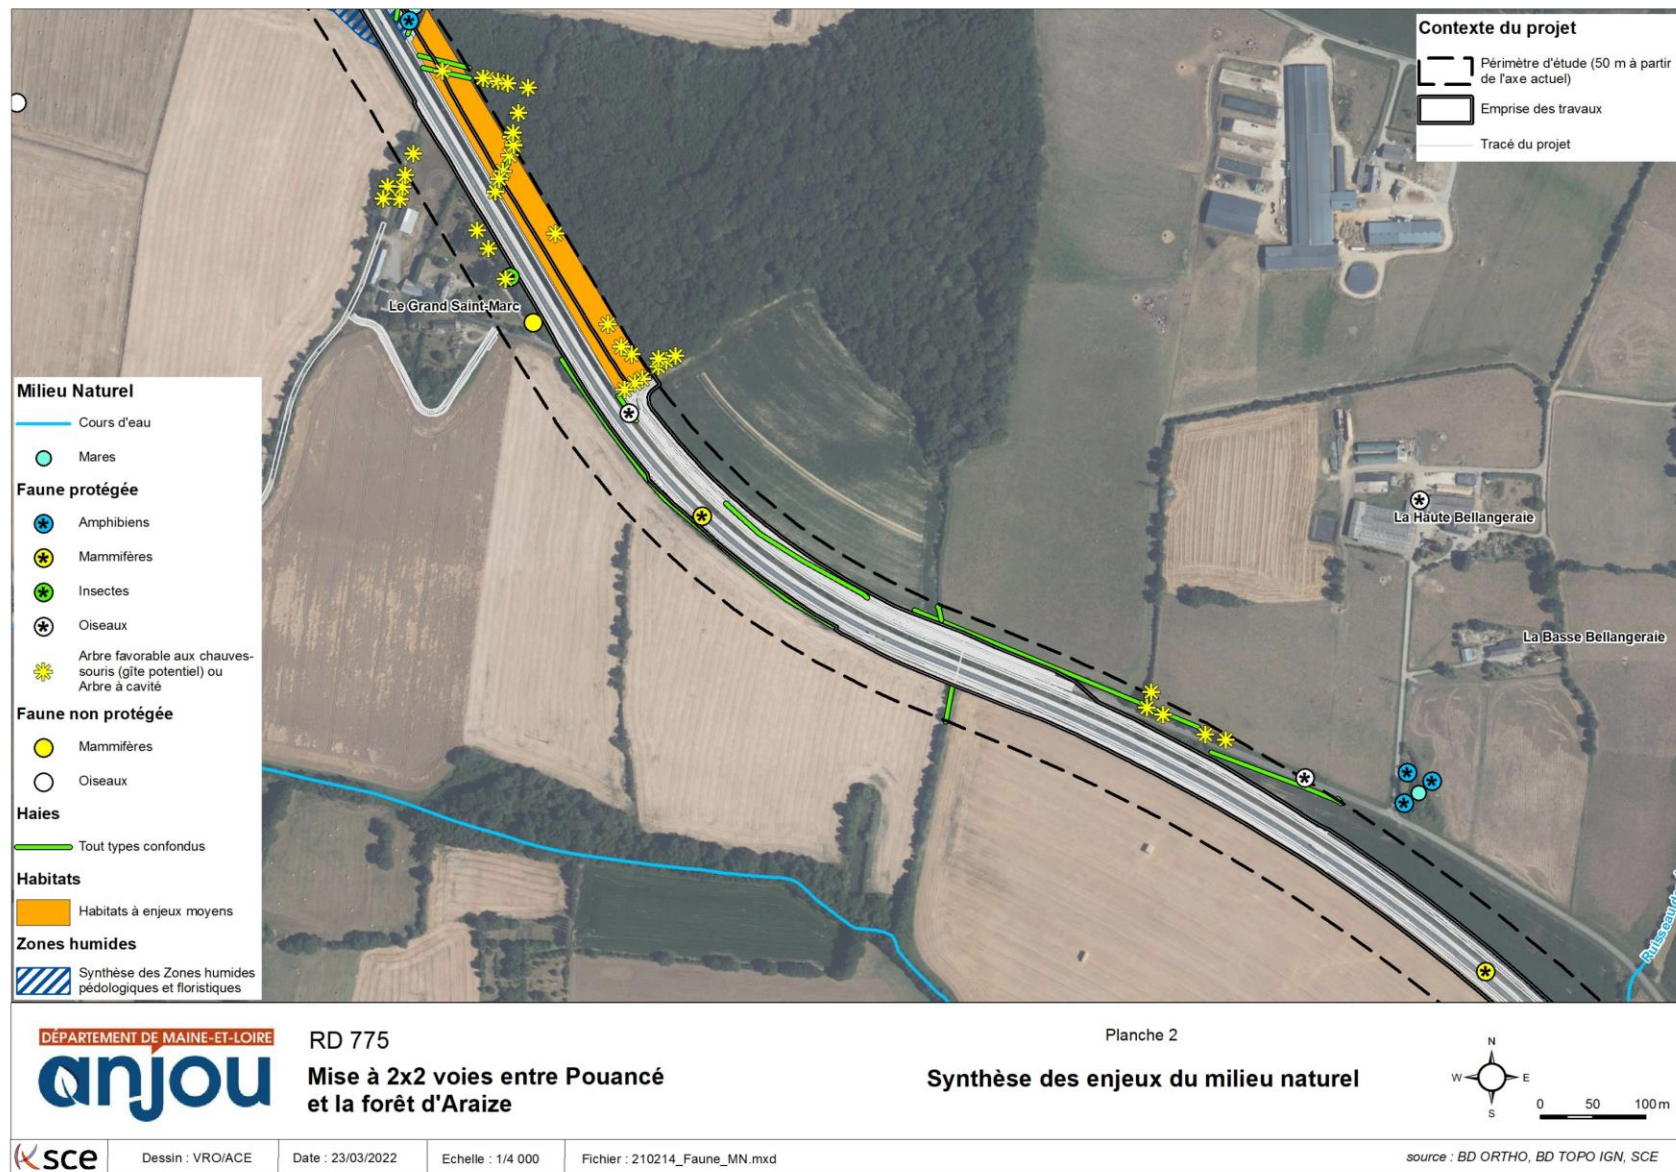 Contexte du projet
Périmètre d'étude (50 m à partir
de l'axe actuel)
Emprise des travaux
Tracé du projet
Le Grand Saint-Marc
La Haute Bellangeraie
La Basse Bellangeraie
Ruisseau
Milieu Naturel
Cours d'eau
Mares
Faune protégée
Amphibiens
Mammifères
Insectes
Oiseaux
Arbre favorable aux chauves-
souris (gîte potentiel) ou
Arbre à cavité
Faune non protégée
Mammifères
Oiseaux
Haies
Tout types confondus
Habitats
Habitats à enjeux moyens
Zones humides
Synthèse des Zones humides
pédologiques et floristiques
DÉPARTEMENT DE MAINE-ET-LOIRE
anjou
RD 775
Mise à 2x2 voies entre Pouancé
et la forêt d'Araize
Planche 2
Synthèse des enjeux du milieu naturel
N
W
E
S
0 50 100 m
sce
Dessin : VRO/ACE
Date : 23/03/2022
Echelle : 1/4 000
Fichier : 210214_Faune_MN.mxd
source : BD ORTHO, BD TOPO IGN, SCE